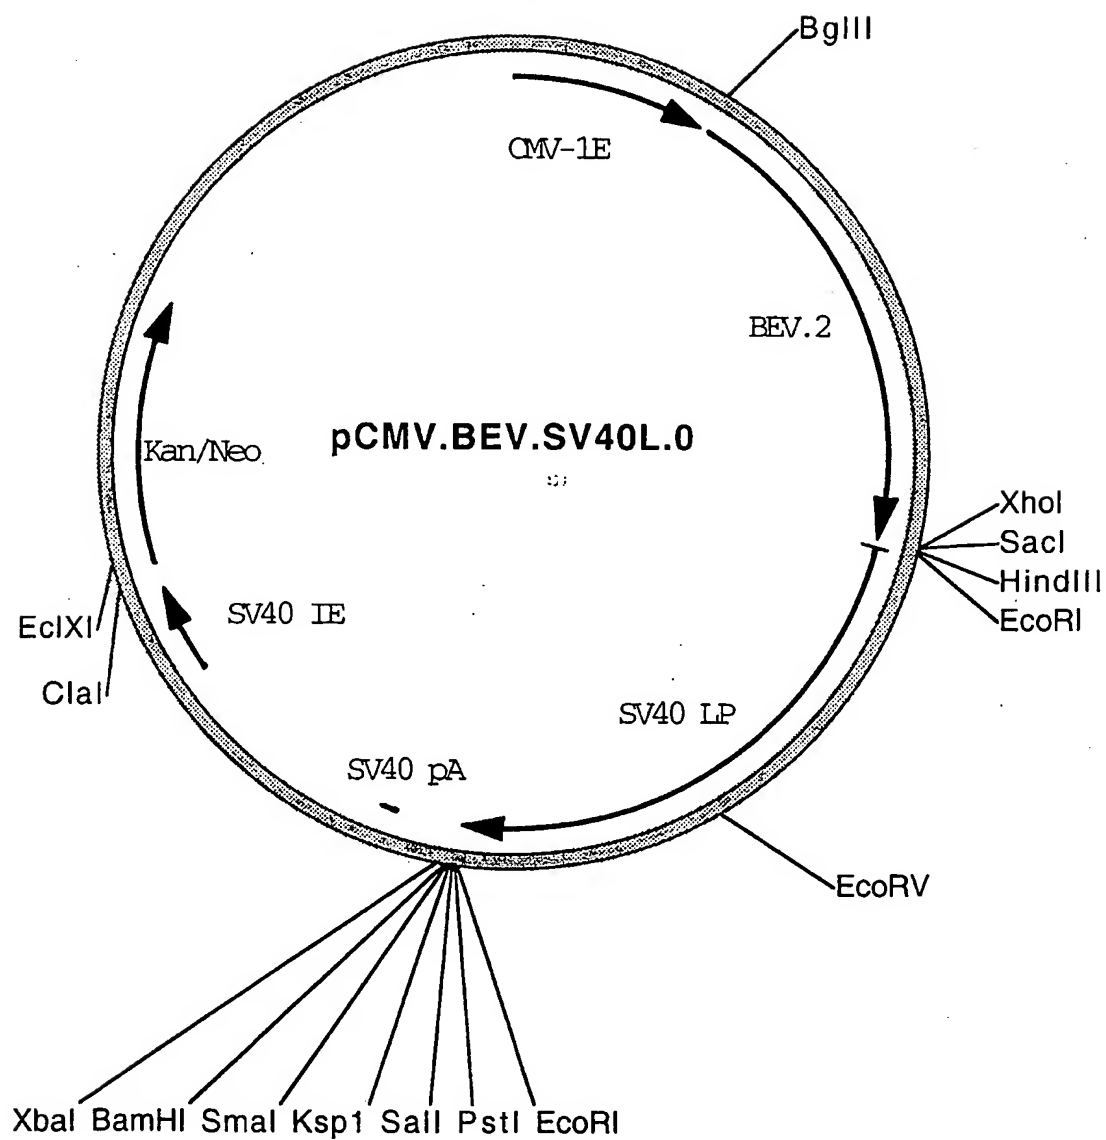 BglII
CMV-1E
BEV.2
Kan/Neo
pCMV.BEV.SV40L.0
XhoI
SacI
HindIII
EcoRI
SV40 IE
EclXI
ClaI
SV40 LP
SV40 pA
EcoRV
XbaI BamHI SmaI Ksp1 SalI PstI EcoRI